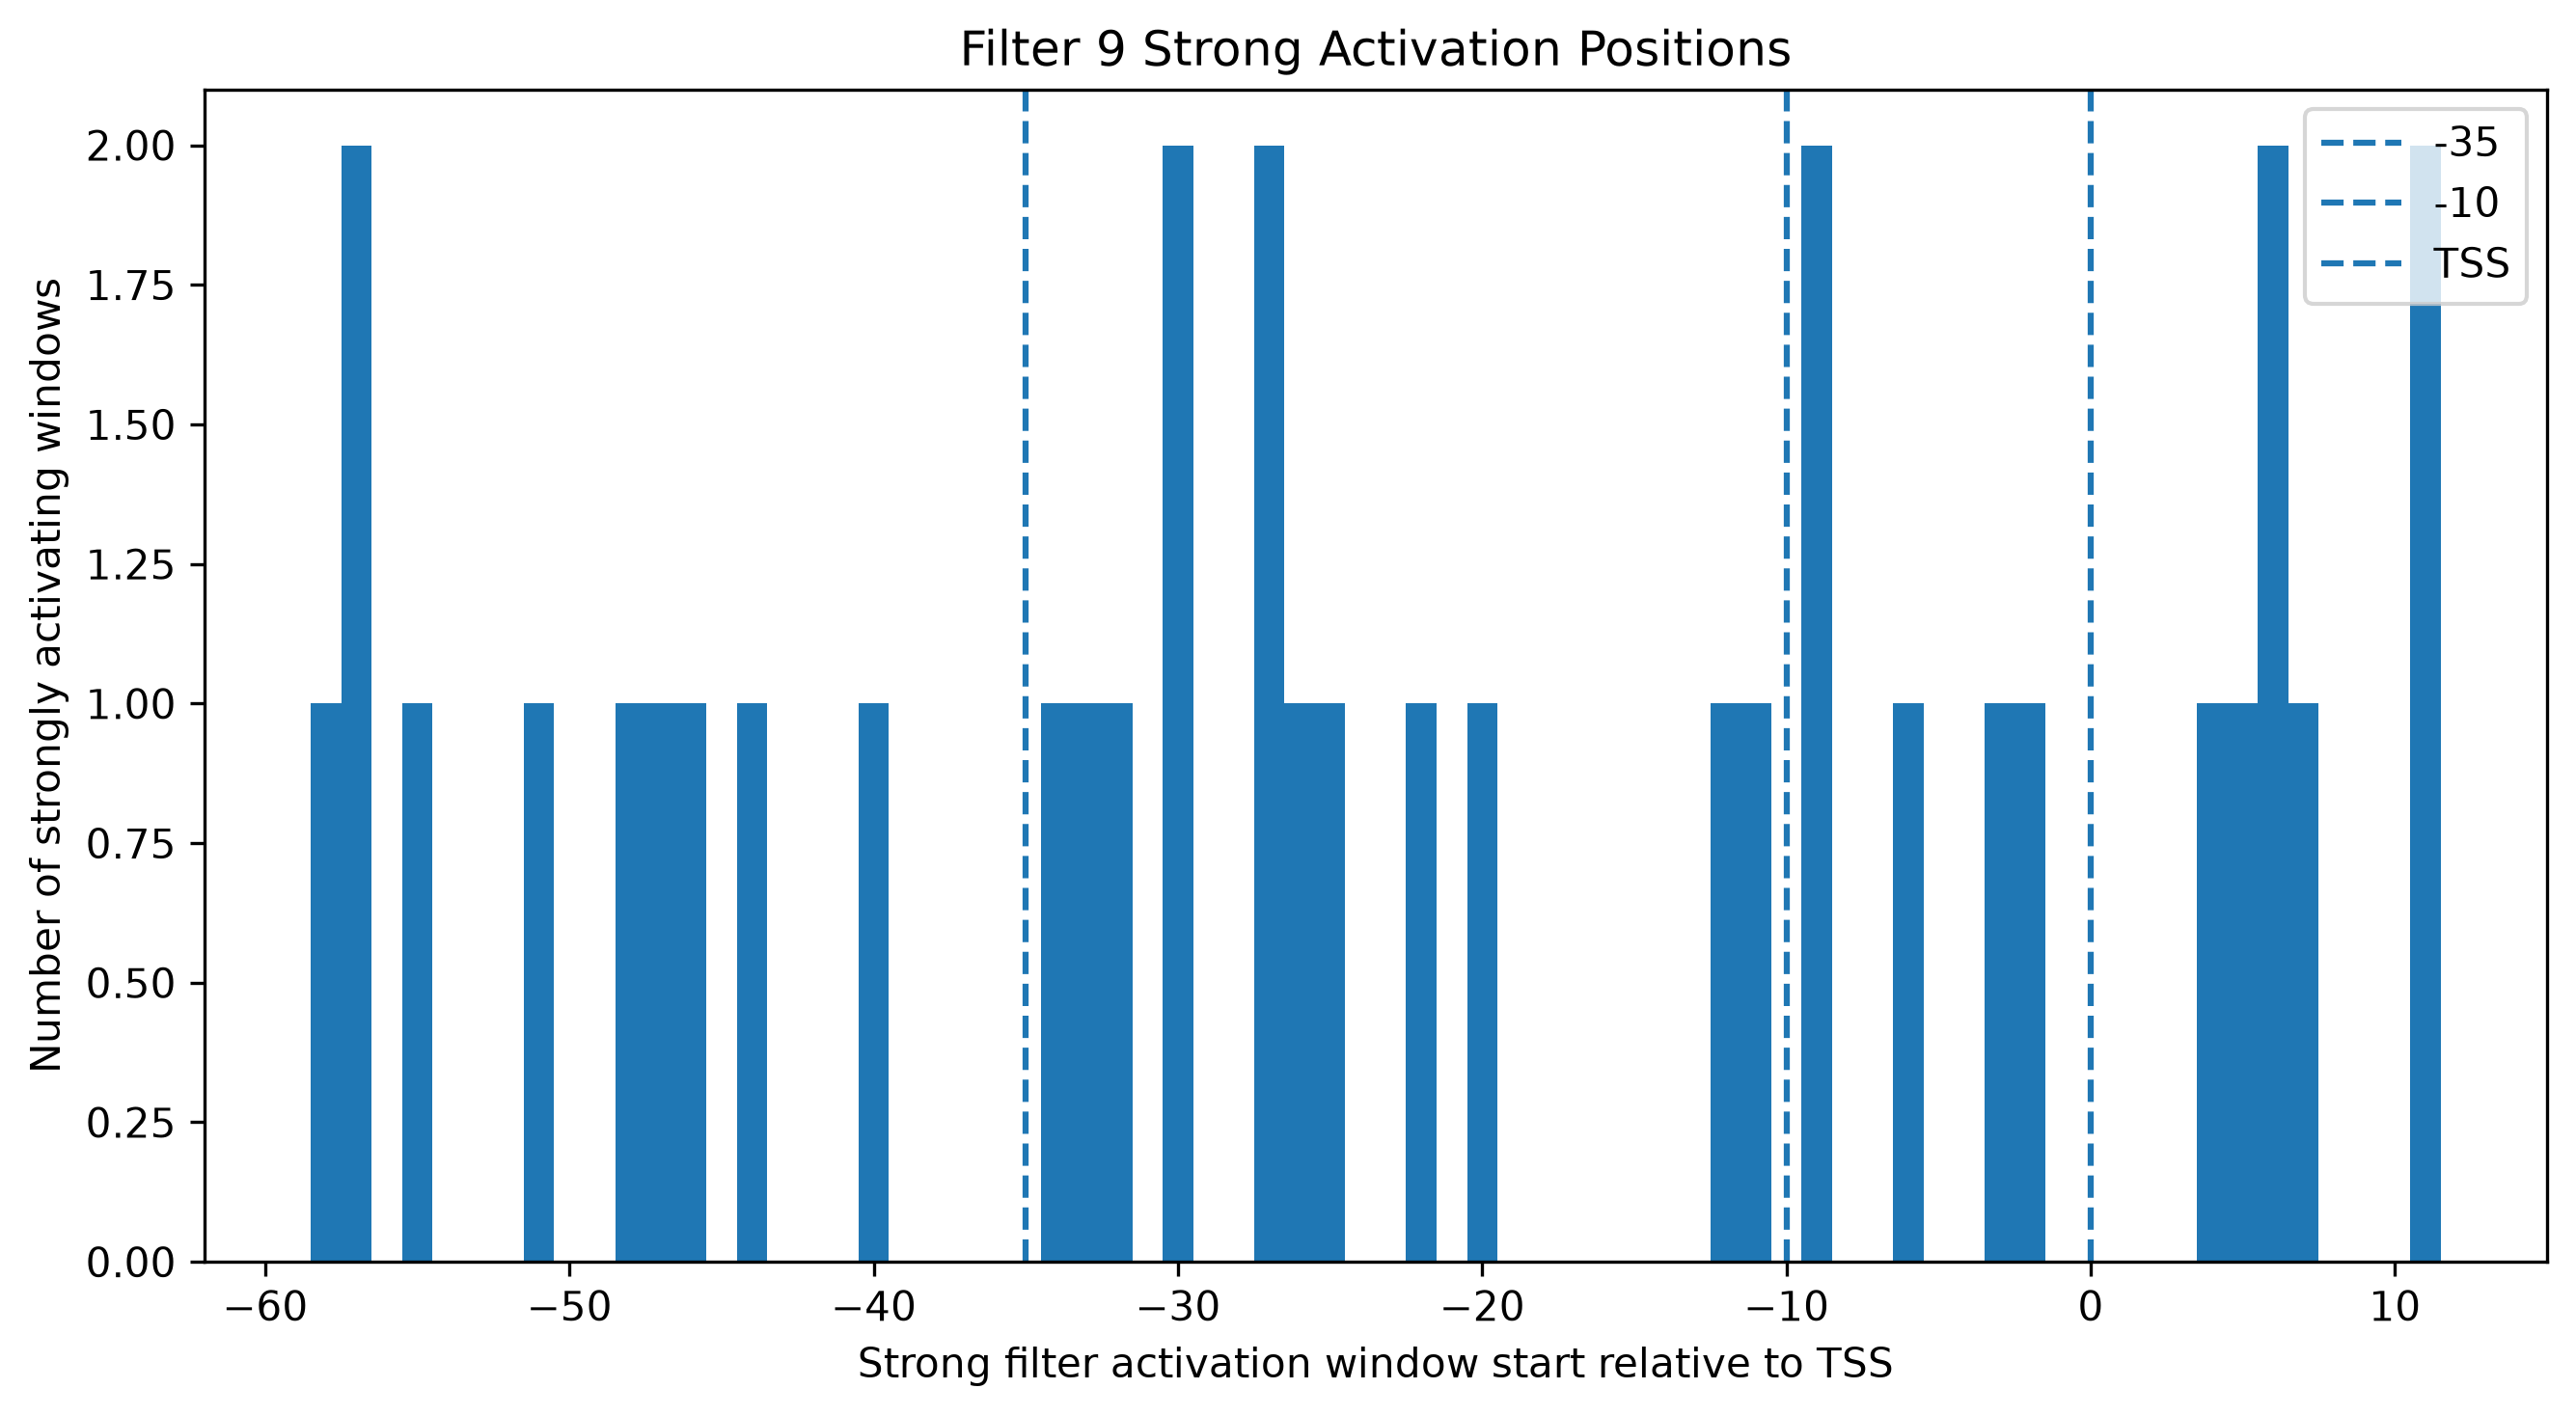 Filter 9 Strong Activation Positions
Number of strongly activating windows
2.00
1.75
1.50
1.25
1.00
0.75
0.50
0.25
0.00
-35
-10
TSS
−60 −50 −40 −30 −20 −10 0 10
Strong filter activation window start relative to TSS